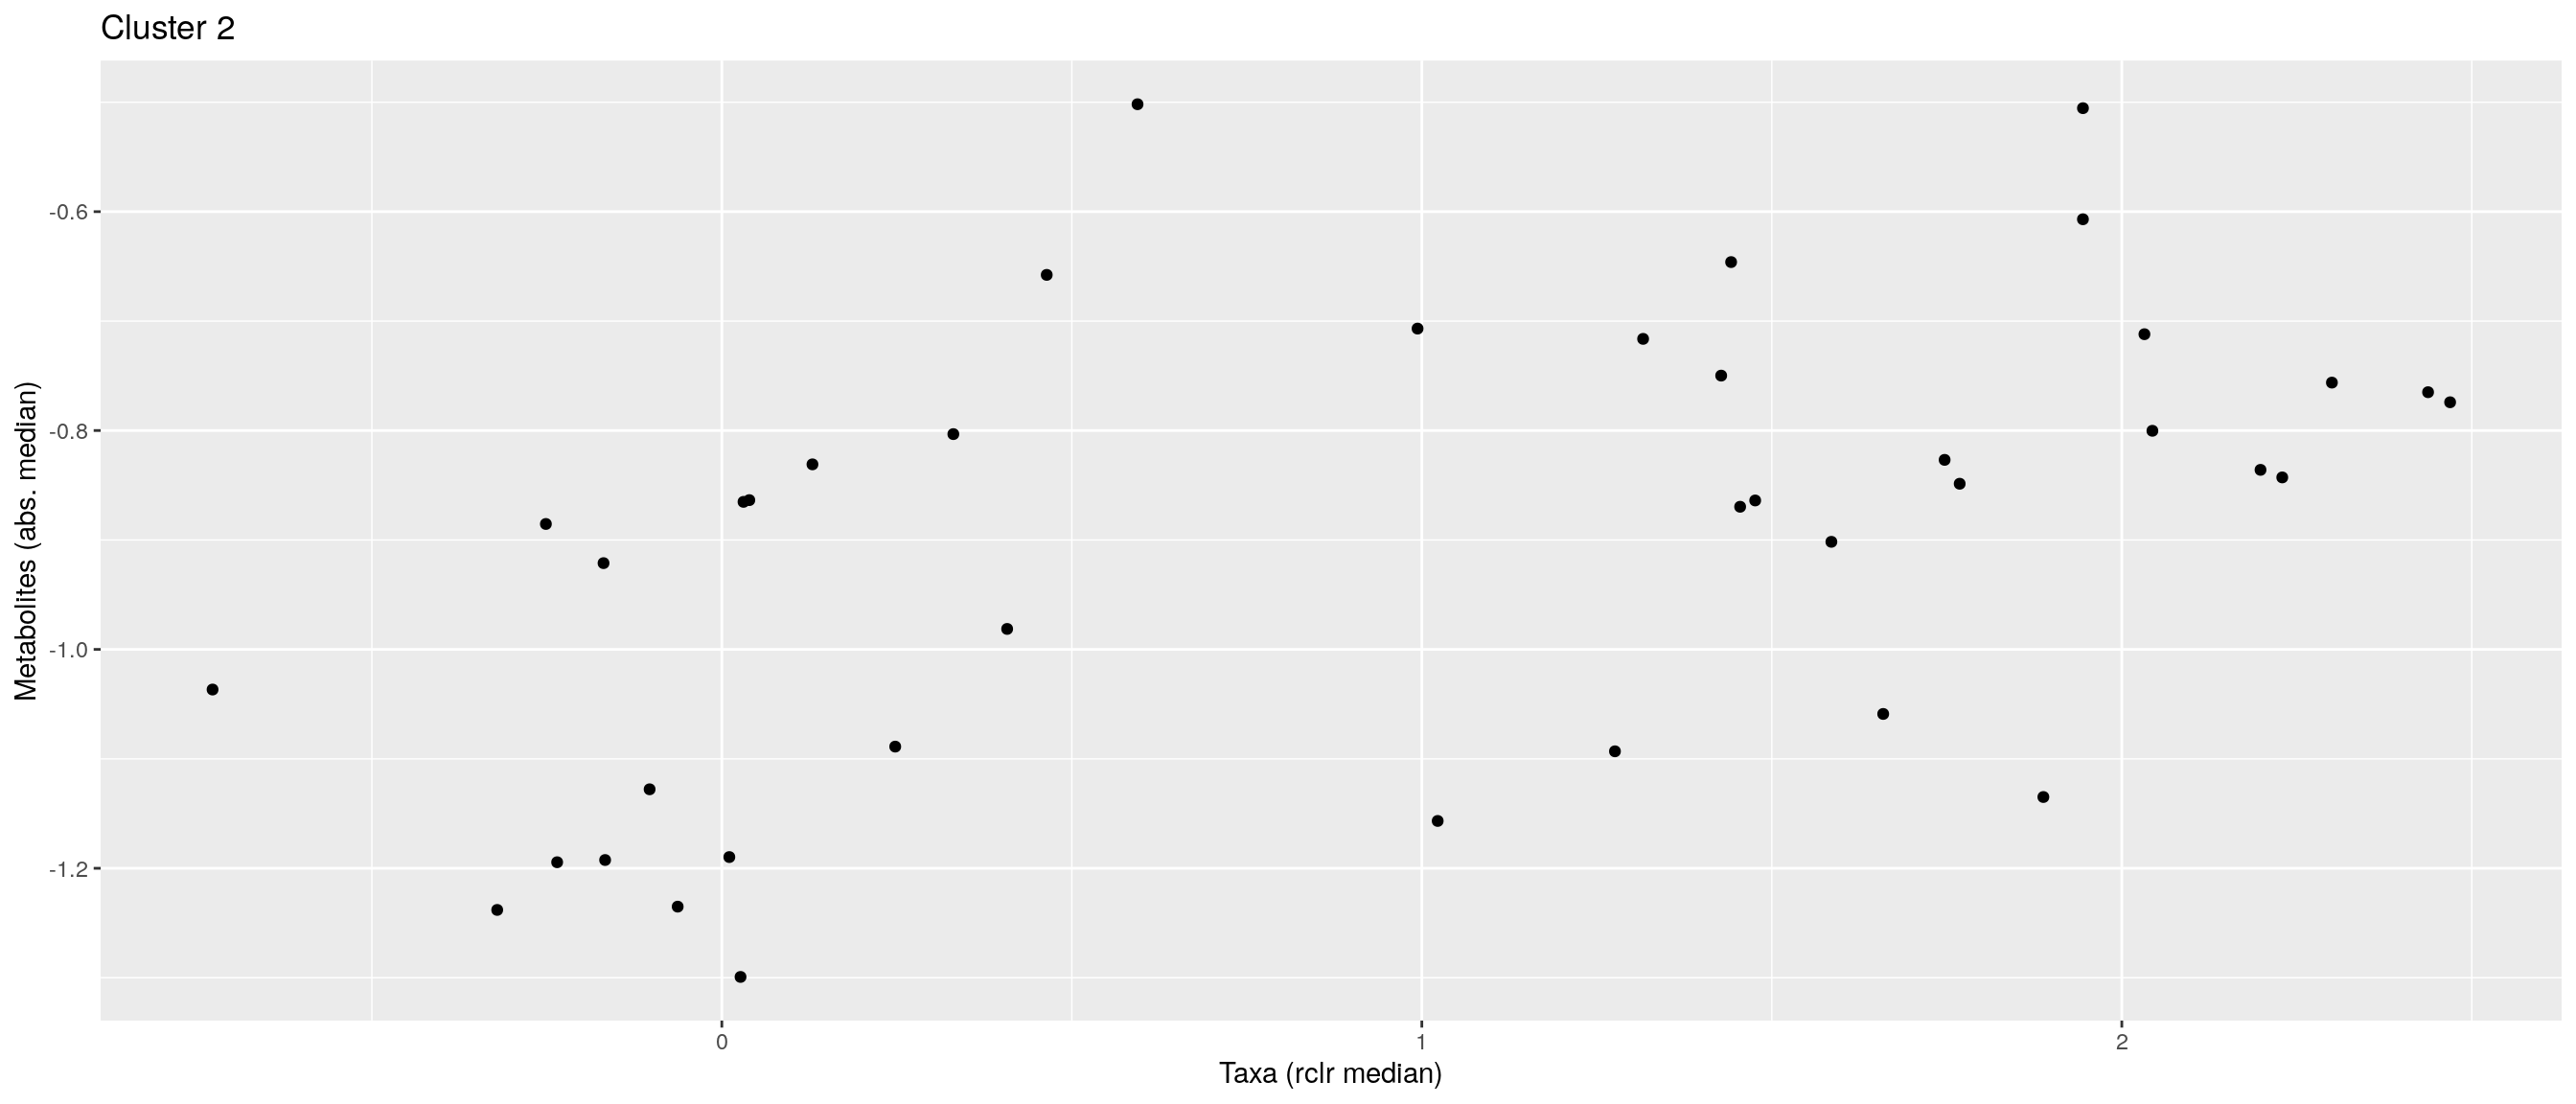 Cluster 2
-0.6
-0.8
-1.0
-1.2
Metabolites (abs. median)
0
1
2
Taxa (rclr median)